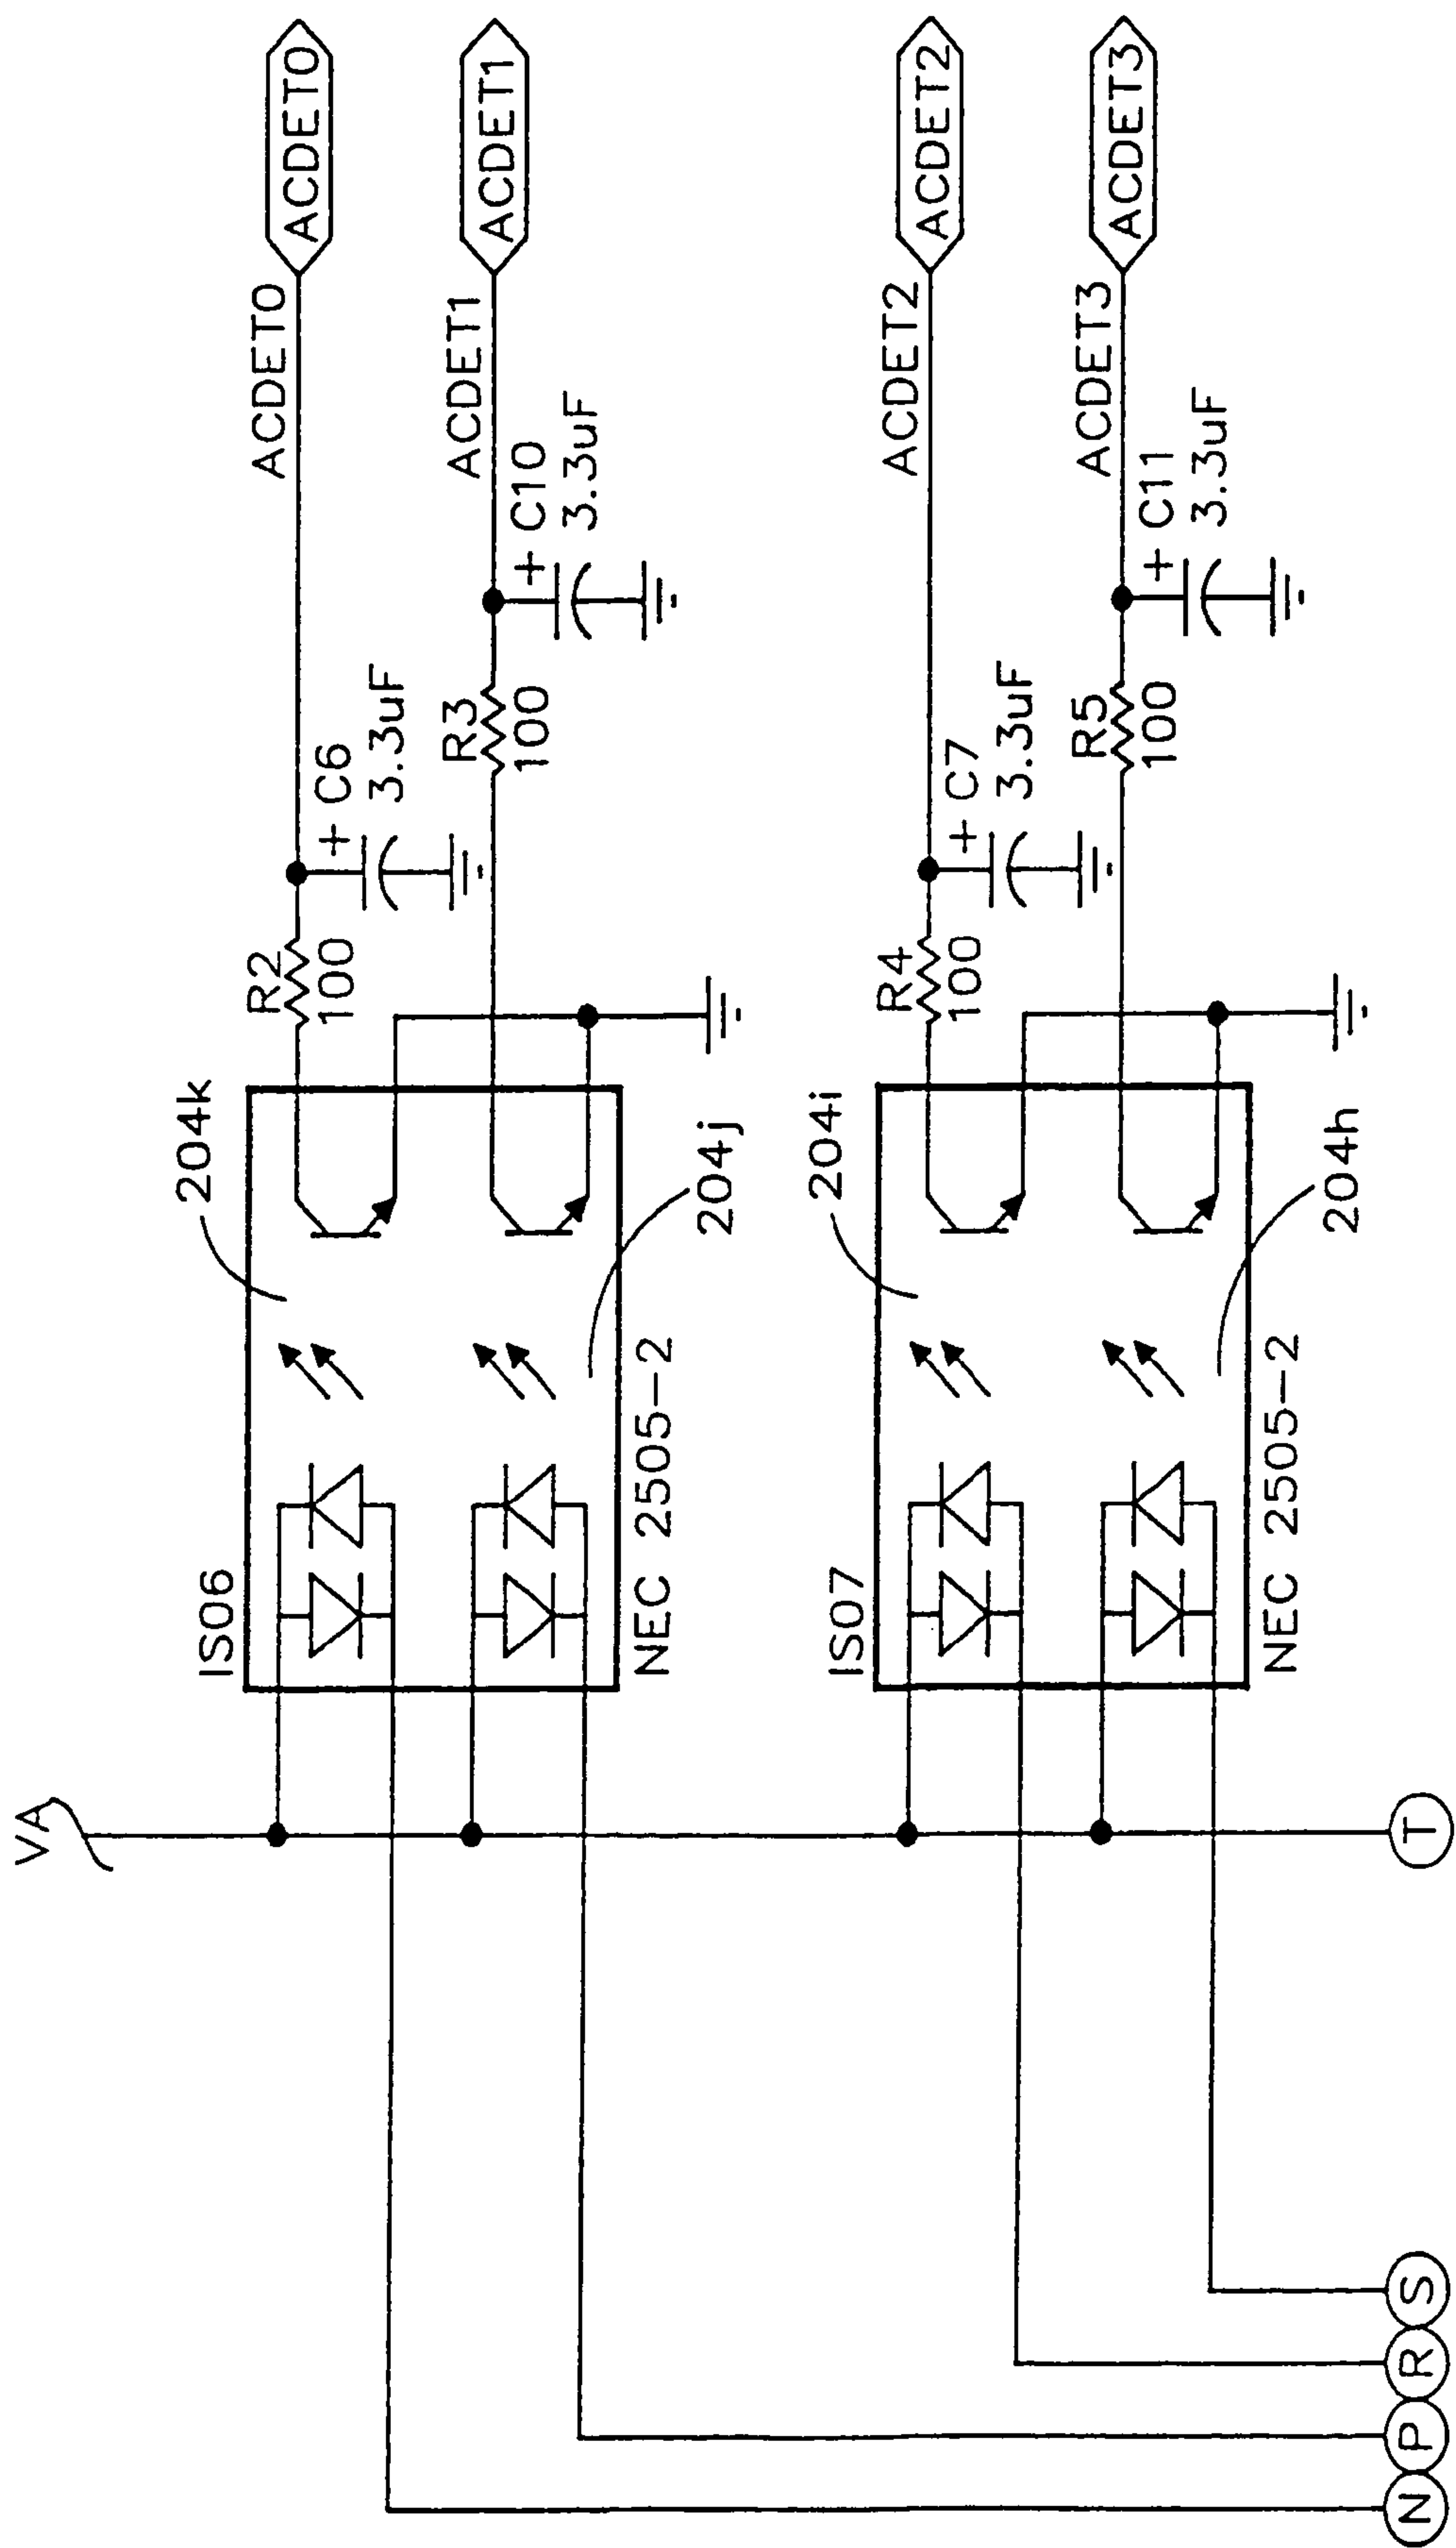 VA
IS06
204k
R2
100
+ C6
3.3uF
ACDET0
ACDET0
R3
100
+ C10
3.3uF
ACDET1
ACDET1
NEC 2505-2
204j
IS07
204i
R4
100
+ C7
3.3uF
ACDET2
ACDET2
R5
100
+ C11
3.3uF
ACDET3
ACDET3
NEC 2505-2
204h
N P R S T